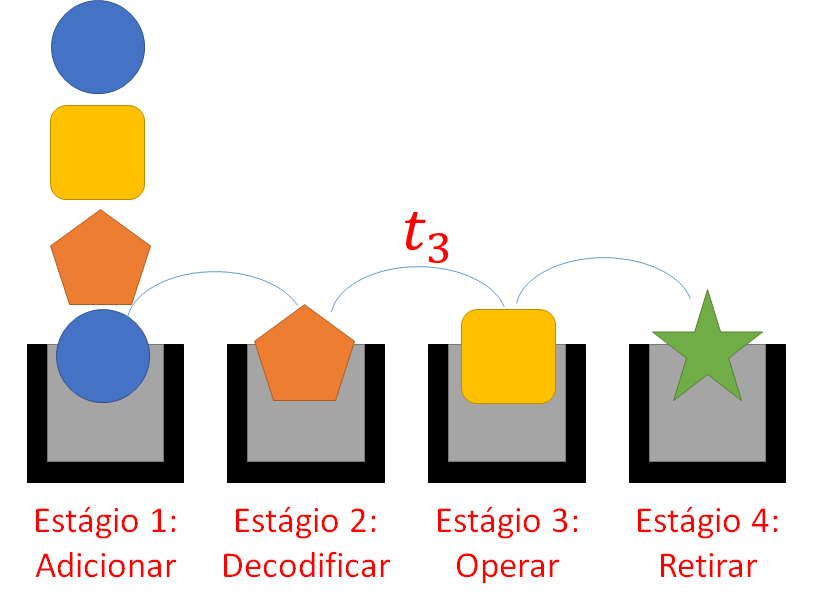 t₃
Estágio 1:
Adicionar
Estágio 2:
Decodificar
Estágio 3:
Operar
Estágio 4:
Retirar